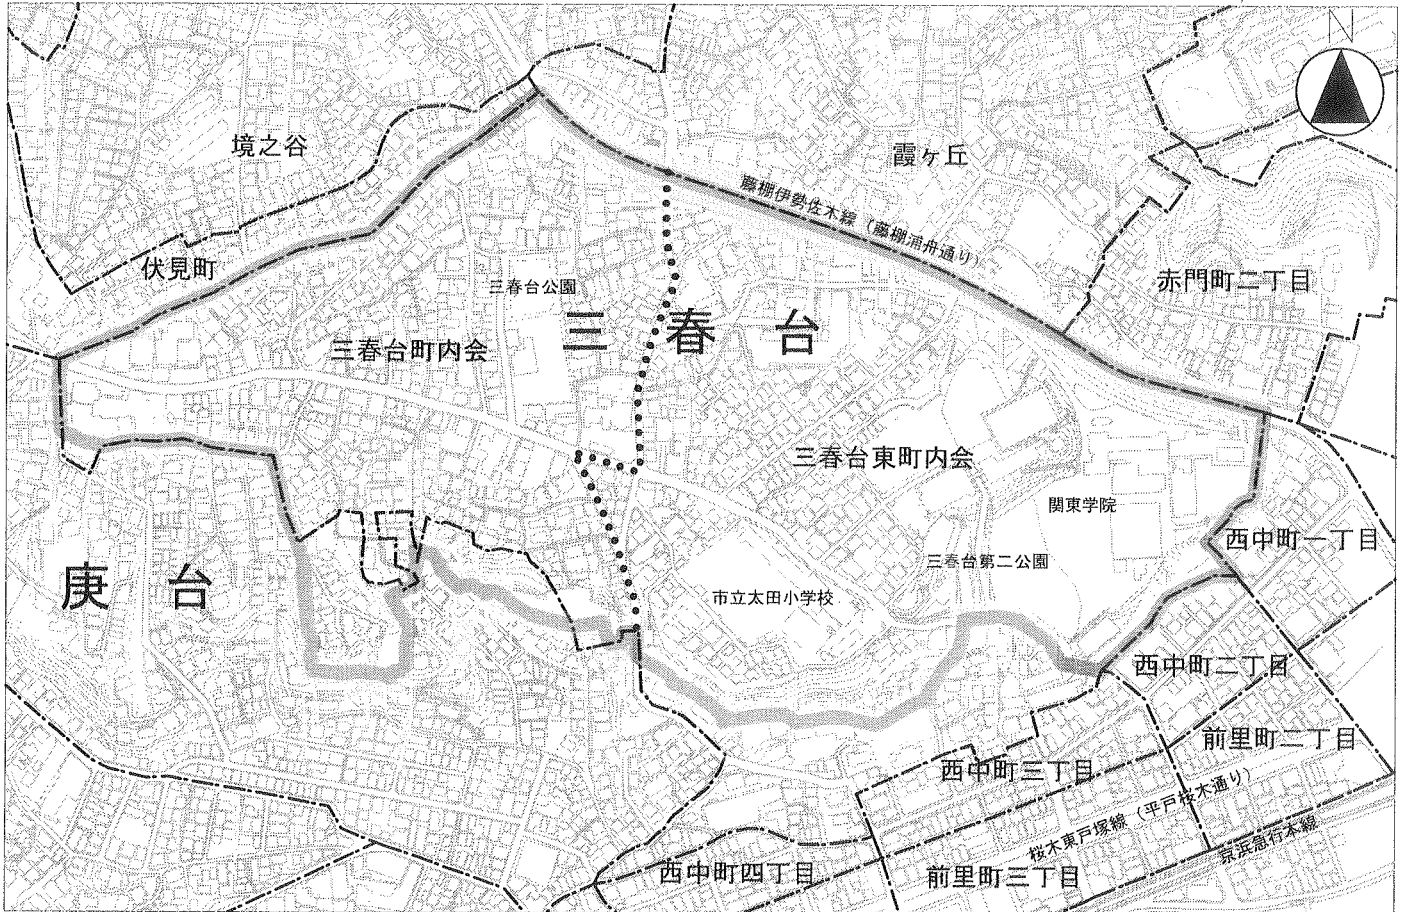 N
境之谷
霞ヶ丘
藤棚伊勢佐木線(藤棚浦舟通り)
伏見町
赤門町二丁目
三春台公園
三春台
三春台町内会
三春台東町内会
関東学院
西中町一丁目
三春台第二公園
庚台
市立太田小学校
西中町二丁目
前里町二丁目
西中町三丁目
桜木東戸塚線(平戸桜木通り)
京浜急行本線
西中町四丁目
前里町三丁目